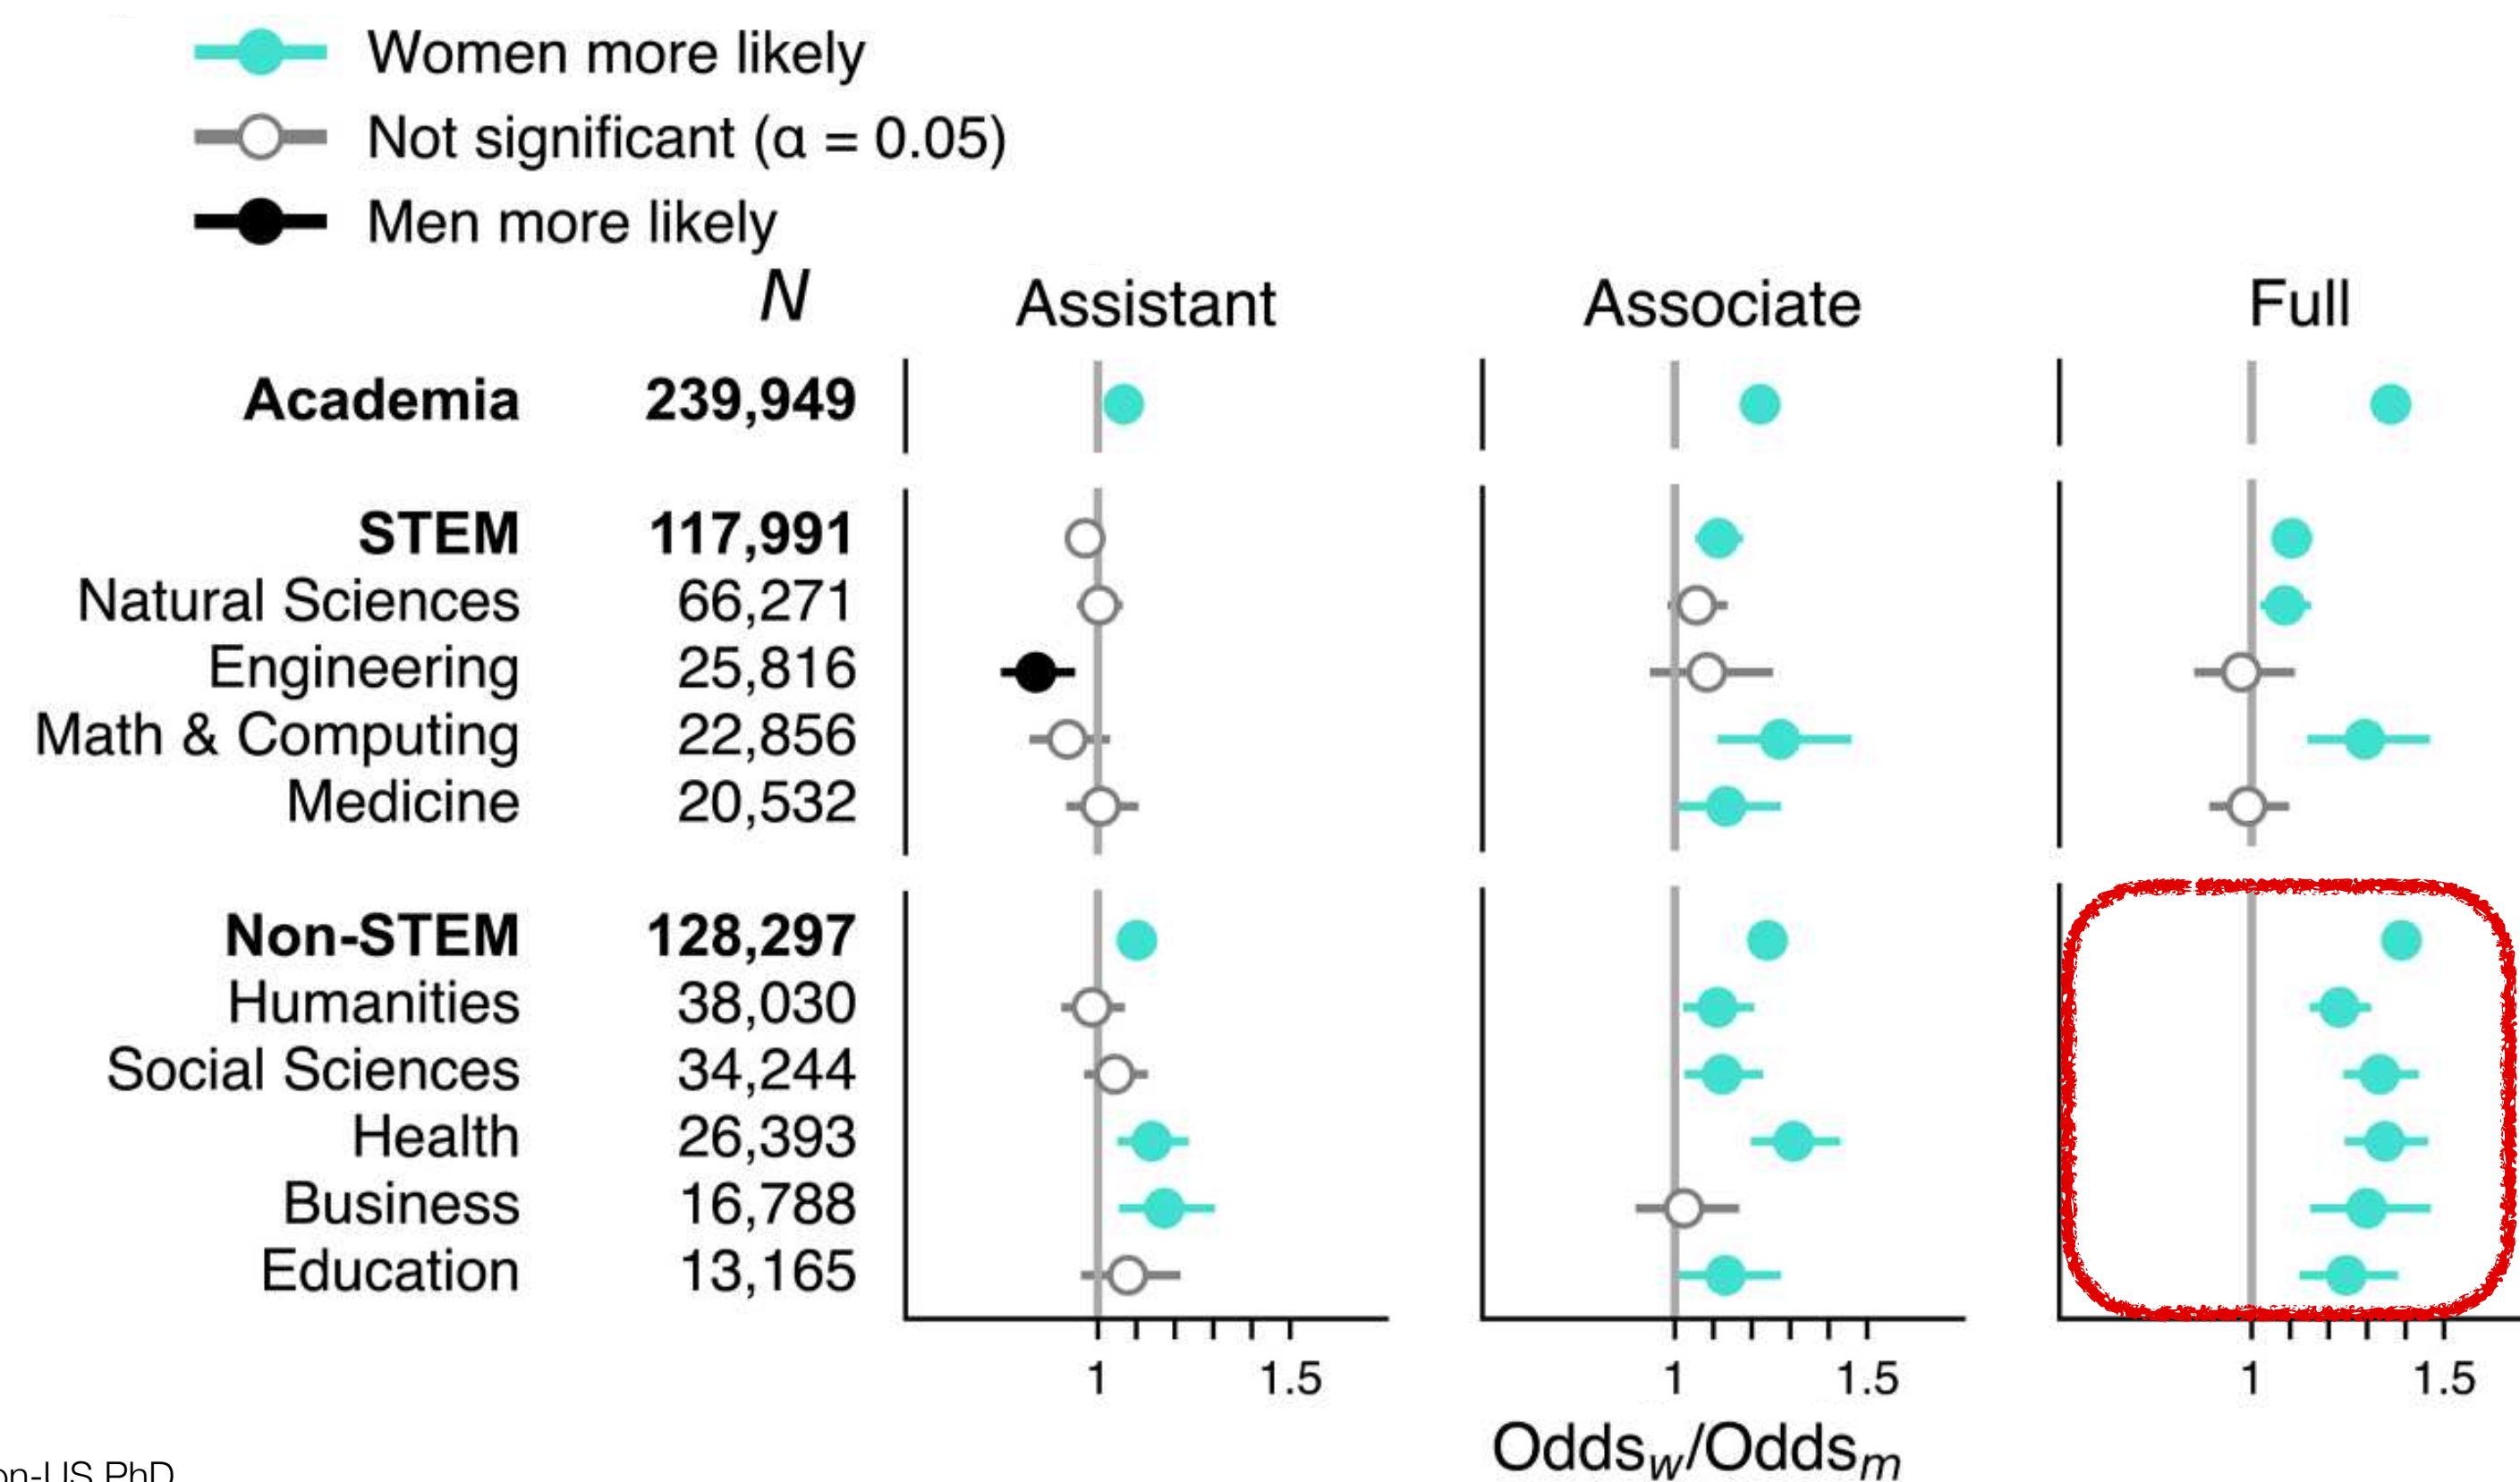 Women more likely
Not significant (α = 0.05)
Men more likely
N Assistant Associate Full
Academia 239,949
STEM 117,991
Natural Sciences 66,271
Engineering 25,816
Math & Computing 22,856
Medicine 20,532
Non-STEM 128,297
Humanities 38,030
Social Sciences 34,244
Health 26,393
Business 16,788
Education 13,165
1 1.5 1 1.5 1 1.5
Oddsw/Oddsm
on-US PhD